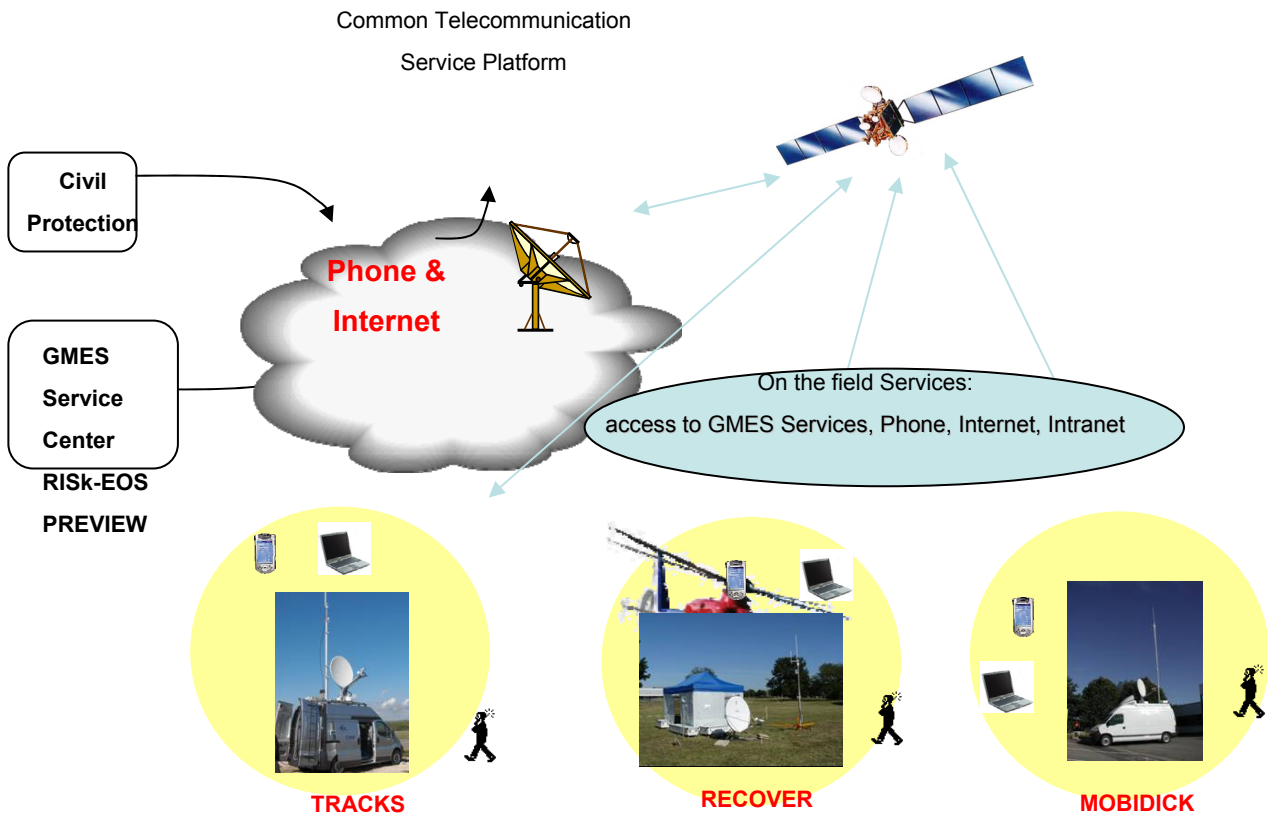 Common Telecommunication
Service Platform
Civil
Protection
Phone &
Internet
GMES
Service
Center
RISk-EOS
PREVIEW
On the field Services:
access to GMES Services, Phone, Internet, Intranet
TRACKS
RECOVER
MOBIDICK